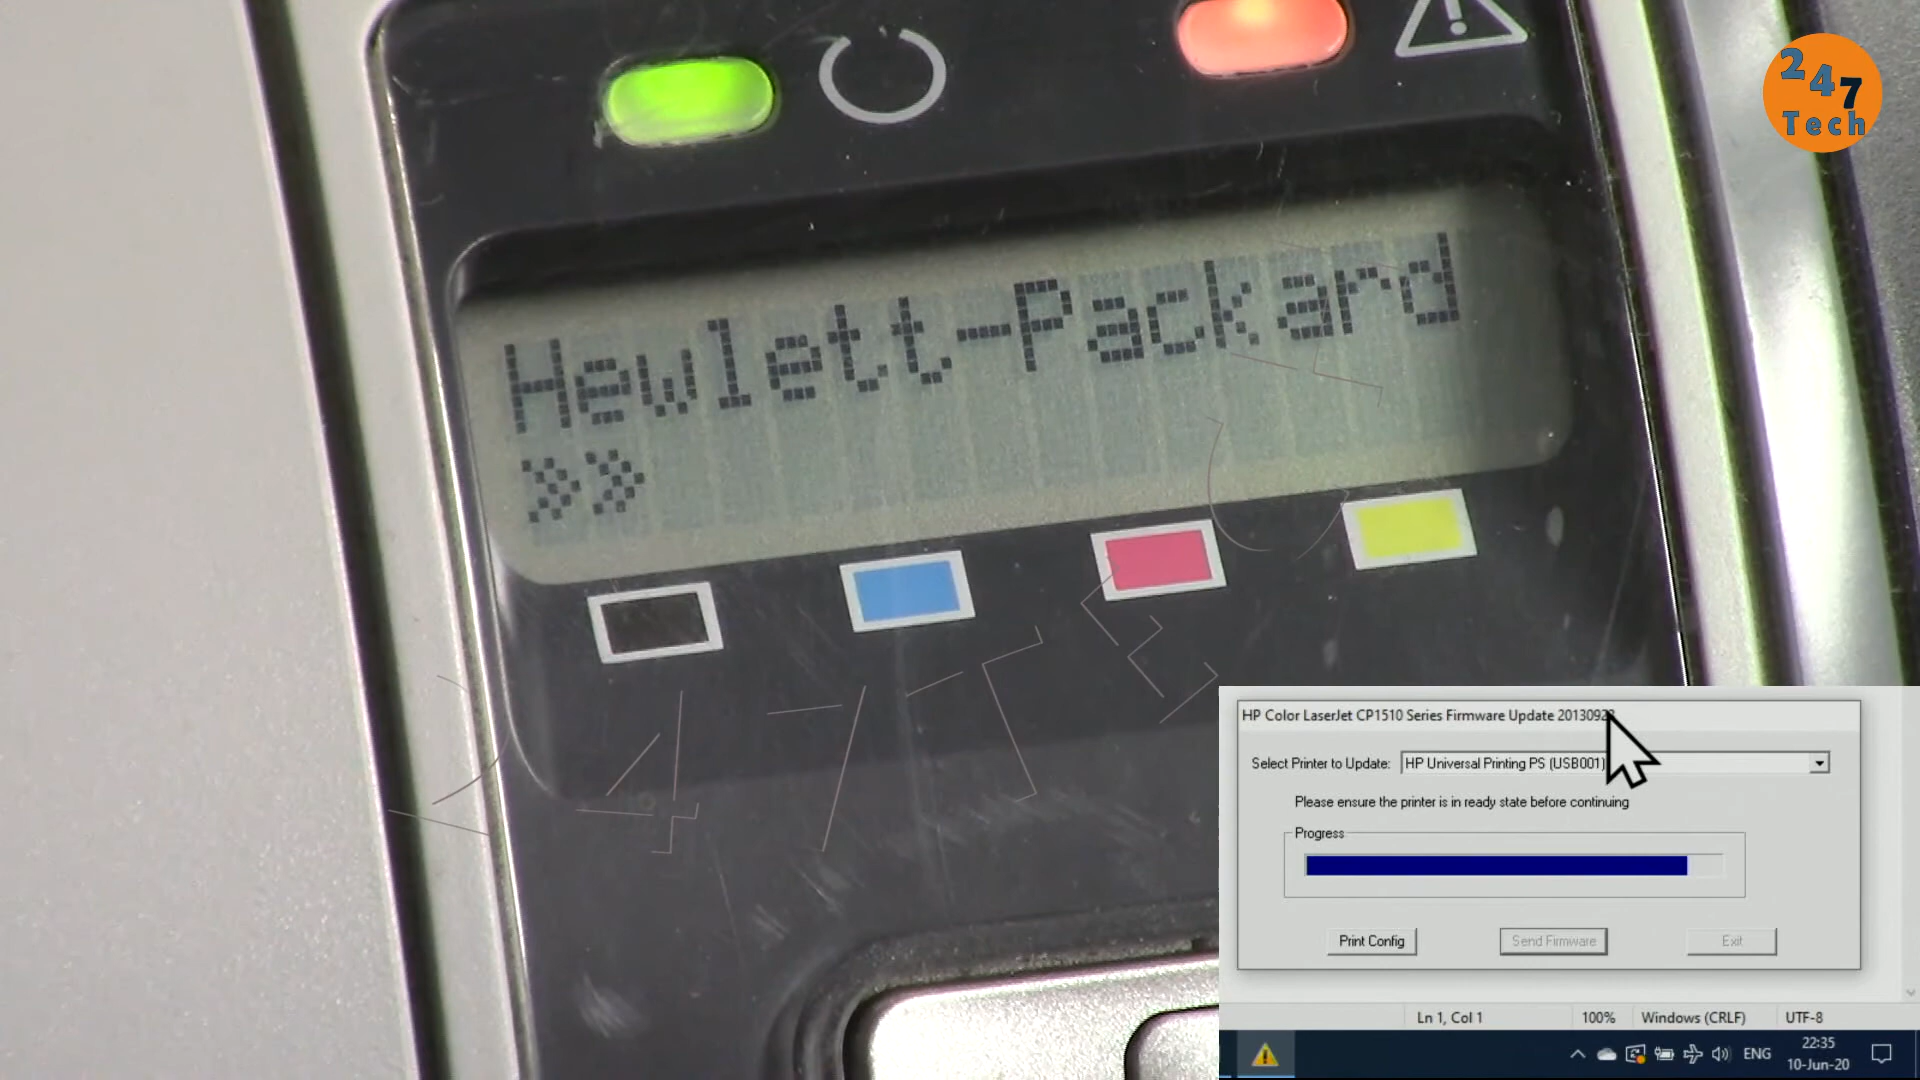 247
Tech
Hewlett-Packard
»»
HP Color LaserJet CP1510 Series Firmware Update
Select Printer to Update: HP Universal Printing PS (USB001)
Please ensure the printer is in ready state before continuing
Progress
Print Config Send Firmware Exit
Ln 1, Col 1 100% Windows (CRLF) UTF-8
ENG
22:35
10-Jun-20